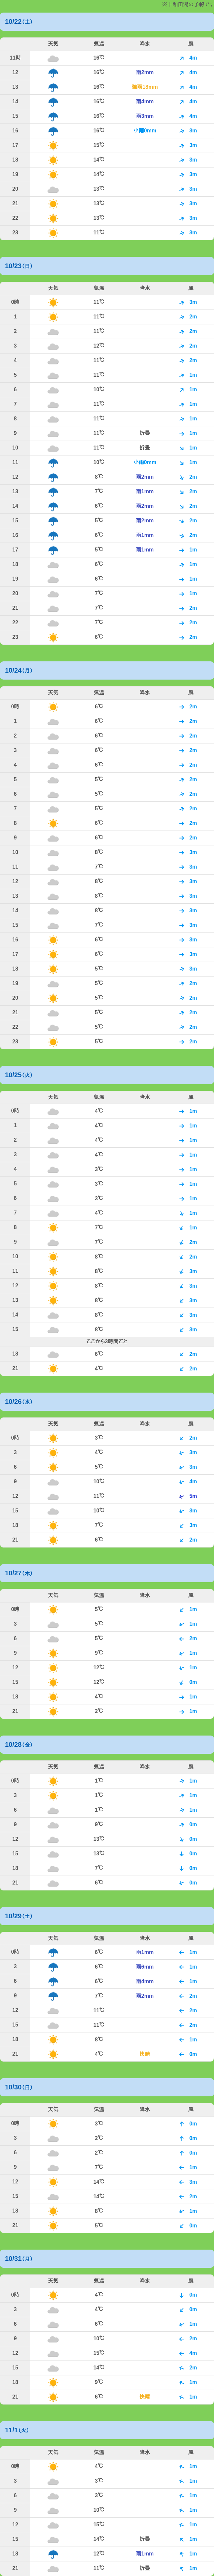 10/22(土)
天気 気温 降水 風
11時 16℃ 4m
12 16℃ 雨2mm 4m
13 16℃ 4m
14 16℃ 雨4mm 4m
15 16℃ 雨3mm 4m
16 16℃ 小雨0mm 3m
17 15℃ 3m
18 14℃ 3m
19 14℃ 3m
20 13℃ 3m
21 13℃ 3m
22 13℃ 3m
23 11℃ 3m
10/23(日)
天気 気温 降水 風
0時 11℃ 3m
1 11℃ 2m
2 11℃ 2m
3 12℃ 2m
4 11℃ 2m
5 11℃ 1m
6 10℃ 1m
7 11℃ 1m
8 11℃ 1m
9 11℃ 折畳 1m
10 11℃ 折畳 1m
11 10℃ 小雨0mm 1m
12 8℃ 雨2mm 2m
13 7℃ 雨1mm 2m
14 6℃ 雨2mm 2m
15 5℃ 雨2mm 2m
16 6℃ 雨1mm 2m
17 5℃ 雨1mm 1m
18 6℃ 1m
19 6℃ 1m
20 7℃ 1m
21 7℃ 2m
22 7℃ 2m
23 6℃ 2m
10/24(月)
天気 気温 降水 風
0時 6℃ 2m
1 6℃ 2m
2 6℃ 2m
3 6℃ 2m
4 6℃ 2m
5 5℃ 2m
6 5℃ 2m
7 5℃ 2m
8 6℃ 2m
9 6℃ 2m
10 8℃ 3m
11 7℃ 3m
12 8℃ 3m
13 8℃ 3m
14 8℃ 3m
15 7℃ 3m
16 6℃ 3m
17 6℃ 3m
18 5℃ 3m
19 5℃ 2m
20 5℃ 2m
21 5℃ 2m
22 5℃ 2m
23 5℃ 2m
10/25(火)
天気 気温 降水 風
0時 4℃ 1m
1 4℃ 1m
2 4℃ 1m
3 4℃ 1m
4 3℃ 1m
5 3℃ 1m
6 3℃ 1m
7 4℃ 1m
8 7℃ 1m
9 7℃ 2m
10 8℃ 2m
11 8℃ 3m
12 8℃ 3m
13 8℃ 3m
14 8℃ 3m
15 8℃ 3m
ここから3時間ごと
18 6℃ 2m
21 4℃ 2m
10/26(水)
天気 気温 降水 風
0時 3℃ 2m
3 4℃ 3m
6 5℃ 3m
9 10℃ 4m
12 11℃ 5m
15 10℃ 3m
18 7℃ 3m
21 6℃ 2m
10/27(木)
天気 気温 降水 風
0時 5℃ 1m
3 5℃ 1m
6 5℃ 2m
9 9℃ 1m
12 12℃ 1m
15 12℃ 0m
18 4℃ 1m
21 2℃ 1m
10/28(金)
天気 気温 降水 風
0時 1℃ 1m
3 1℃ 1m
6 1℃ 1m
9 9℃ 0m
12 13℃ 0m
15 13℃ 0m
18 7℃ 0m
21 6℃ 0m
10/29(土)
天気 気温 降水 風
0時 6℃ 雨1mm 1m
3 6℃ 雨6mm 1m
6 6℃ 雨4mm 1m
9 7℃ 雨2mm 2m
12 11℃ 2m
15 11℃ 2m
18 8℃ 1m
21 4℃ 快晴 0m
10/30(日)
天気 気温 降水 風
0時 3℃ 0m
3 2℃ 0m
6 2℃ 0m
9 7℃ 1m
12 14℃ 3m
15 14℃ 2m
18 8℃ 1m
21 5℃ 0m
10/31(月)
天気 気温 降水 風
0時 4℃ 0m
3 4℃ 0m
6 6℃ 1m
9 10℃ 2m
12 15℃ 4m
15 14℃ 2m
18 9℃ 1m
21 6℃ 快晴 1m
11/1(火)
天気 気温 降水 風
0時 4℃ 1m
3 3℃ 1m
6 3℃ 1m
9 10℃ 1m
12 15℃ 1m
15 14℃ 折畳 1m
18 12℃ 雨1mm 1m
21 11℃ 折畳 1m